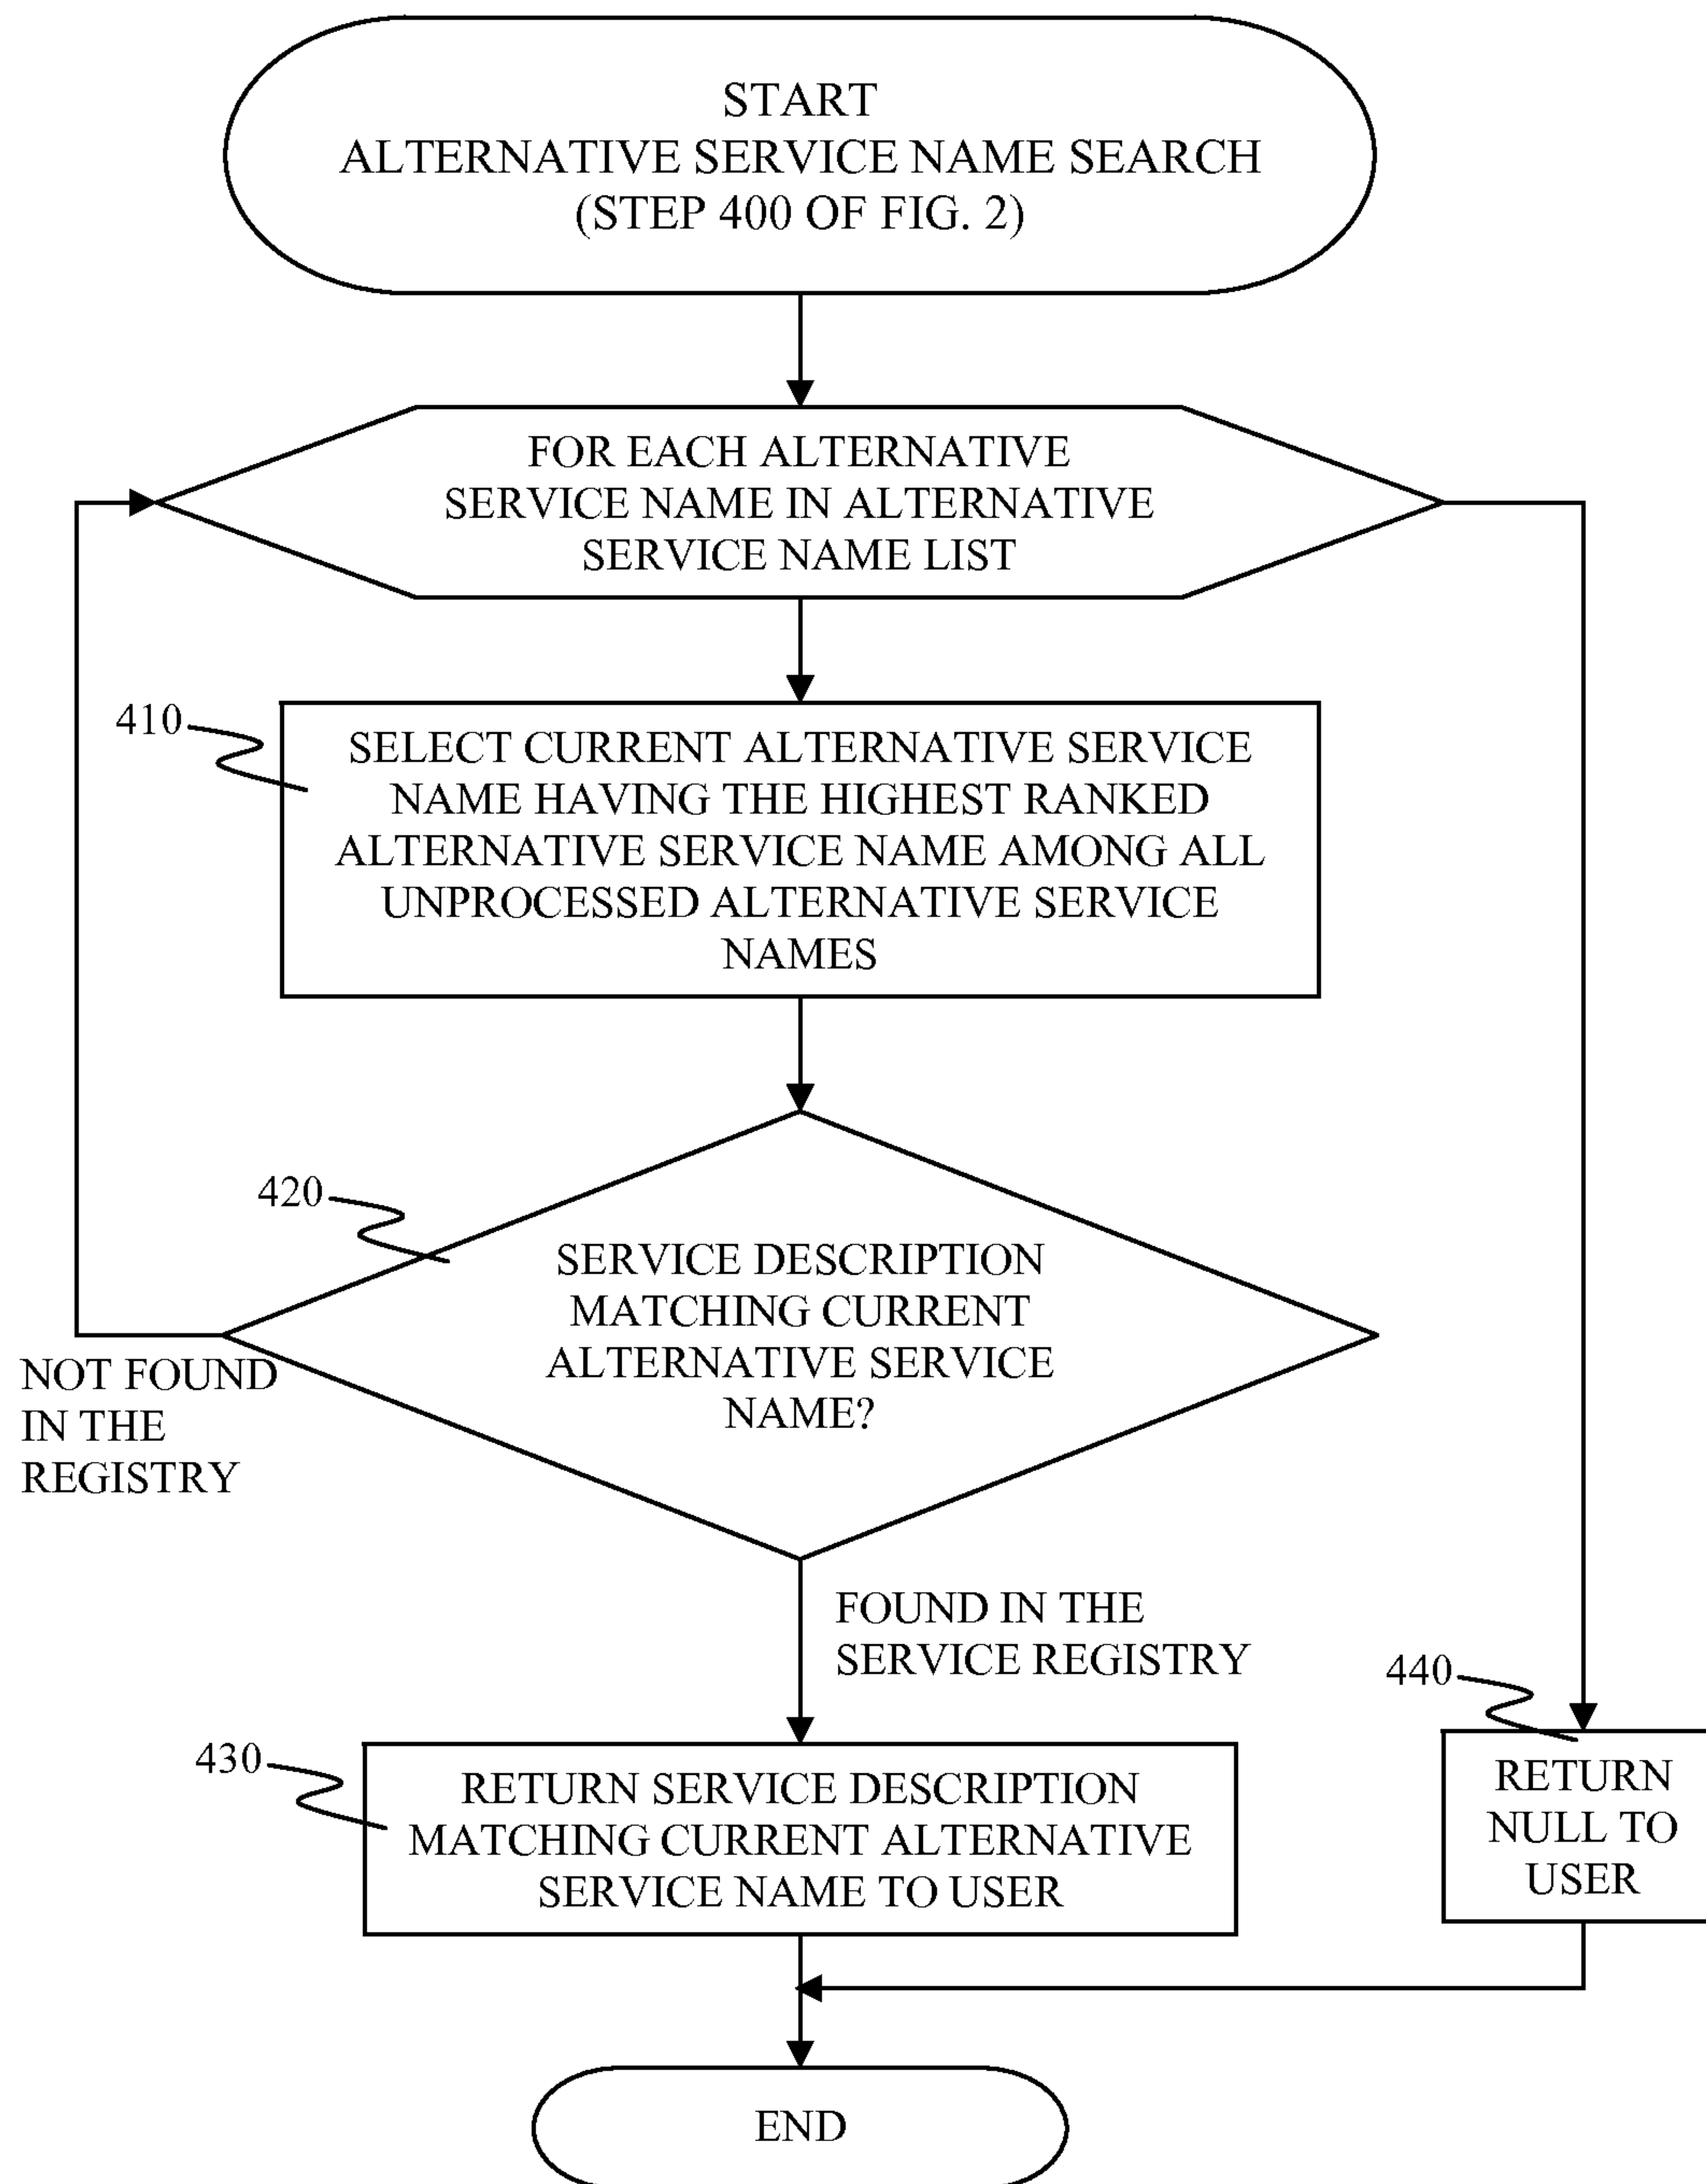 START
ALTERNATIVE SERVICE NAME SEARCH
(STEP 400 OF FIG. 2)
FOR EACH ALTERNATIVE
SERVICE NAME IN ALTERNATIVE
SERVICE NAME LIST
410
SELECT CURRENT ALTERNATIVE SERVICE
NAME HAVING THE HIGHEST RANKED
ALTERNATIVE SERVICE NAME AMONG ALL
UNPROCESSED ALTERNATIVE SERVICE
NAMES
420
SERVICE DESCRIPTION
MATCHING CURRENT
ALTERNATIVE SERVICE
NAME?
NOT FOUND
IN THE
REGISTRY
FOUND IN THE
SERVICE REGISTRY
430
RETURN SERVICE DESCRIPTION
MATCHING CURRENT ALTERNATIVE
SERVICE NAME TO USER
440
RETURN
NULL TO
USER
END